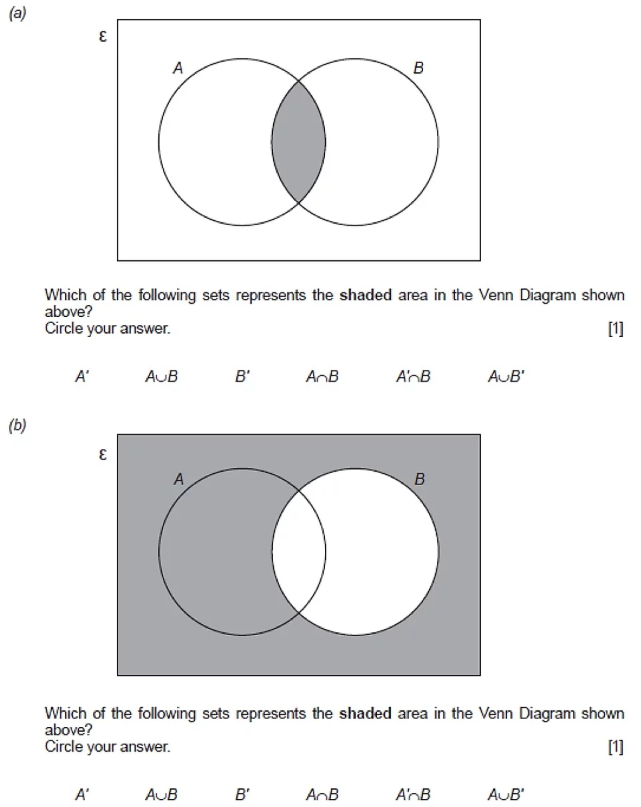 (a)
ε
A B
Which of the following sets represents the shaded area in the Venn Diagram shown
above?
Circle your answer. [1]
A' A∪B B' A∩B A'∩B A∪B'
(b)
ε
A B
Which of the following sets represents the shaded area in the Venn Diagram shown
above?
Circle your answer. [1]
A' A∪B B' A∩B A'∩B A∪B'